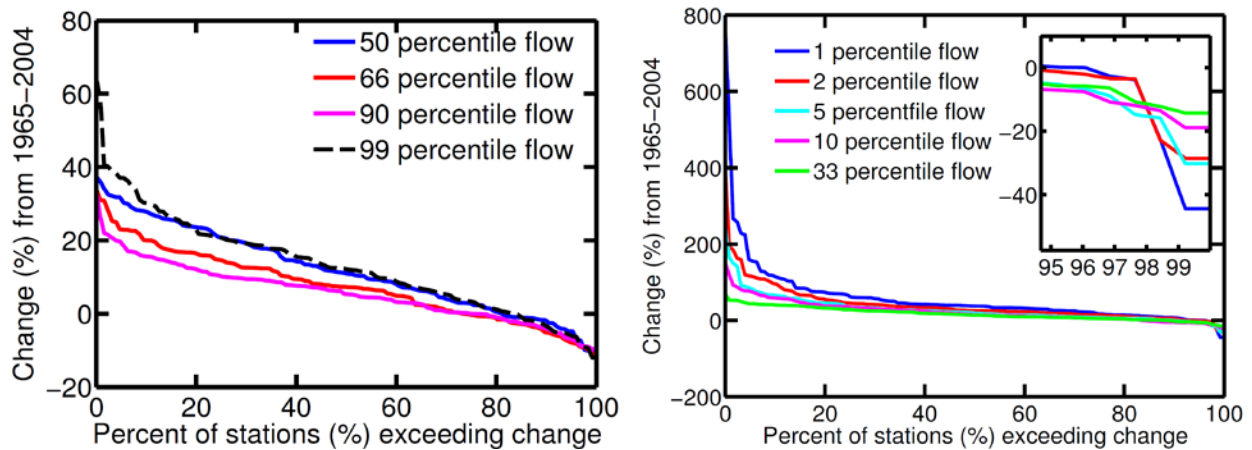 80
60
40
20
0
−20
Change (%) from 1965−2004
50 percentile flow
66 percentile flow
90 percentile flow
99 percentile flow
0 20 40 60 80 100
Percent of stations (%) exceeding change
800
600
400
200
0
−200
Change (%) from 1965−2004
1 percentile flow
2 percentile flow
5 percentfile flow
10 percentile flow
33 percentile flow
0
−20
−40
95 96 97 98 99
0 20 40 60 80 100
Percent of stations (%) exceeding change